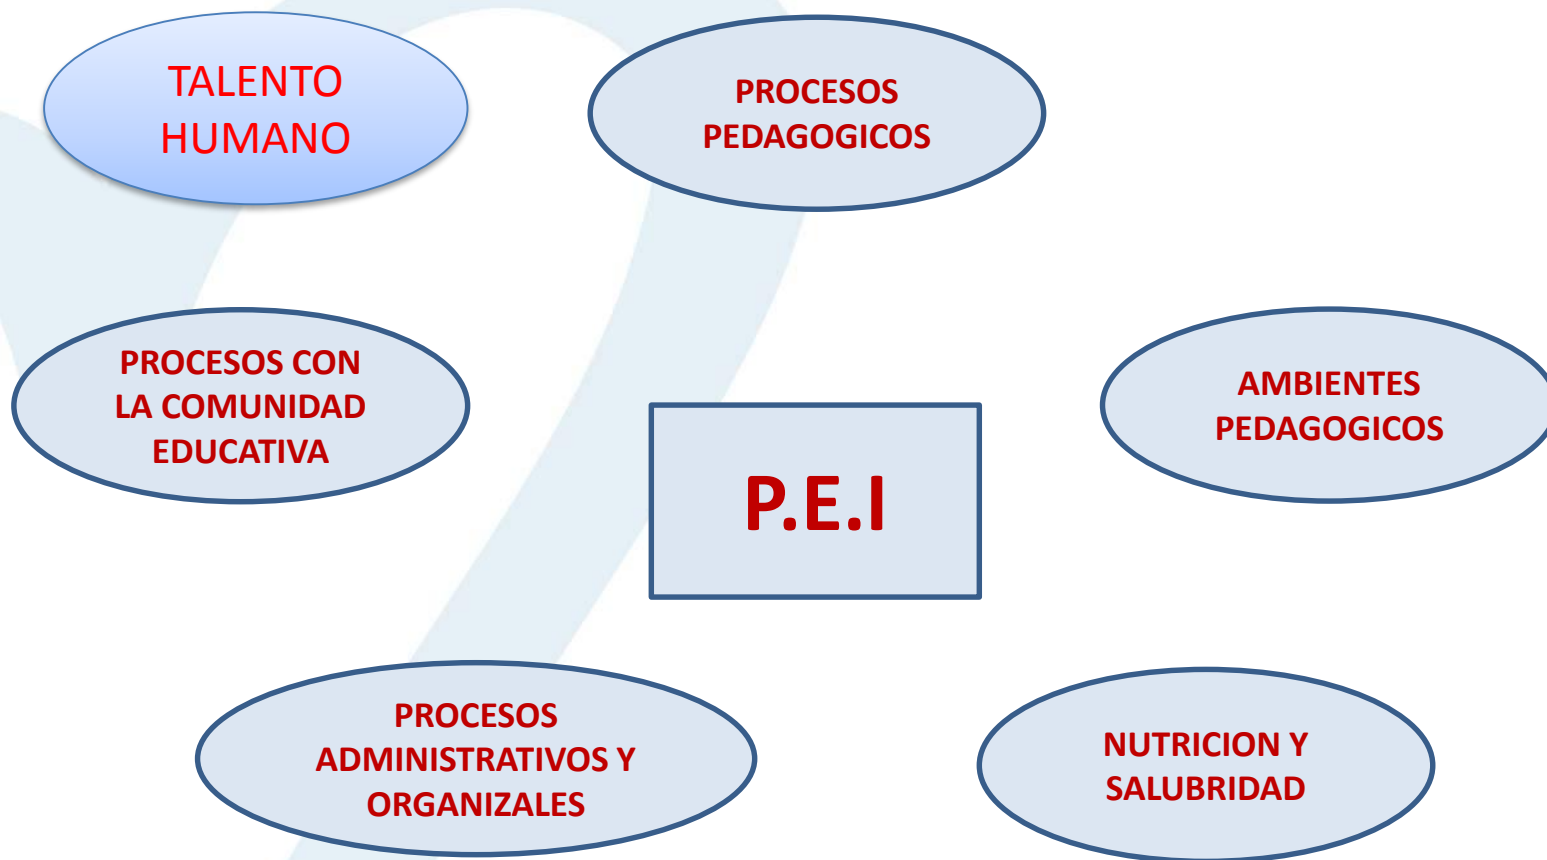 TALENTO
HUMANO
PROCESOS
PEDAGOGICOS
PROCESOS CON
LA COMUNIDAD
EDUCATIVA
AMBIENTES
PEDAGOGICOS
P.E.I
PROCESOS
ADMINISTRATIVOS Y
ORGANIZALES
NUTRICION Y
SALUBRIDAD